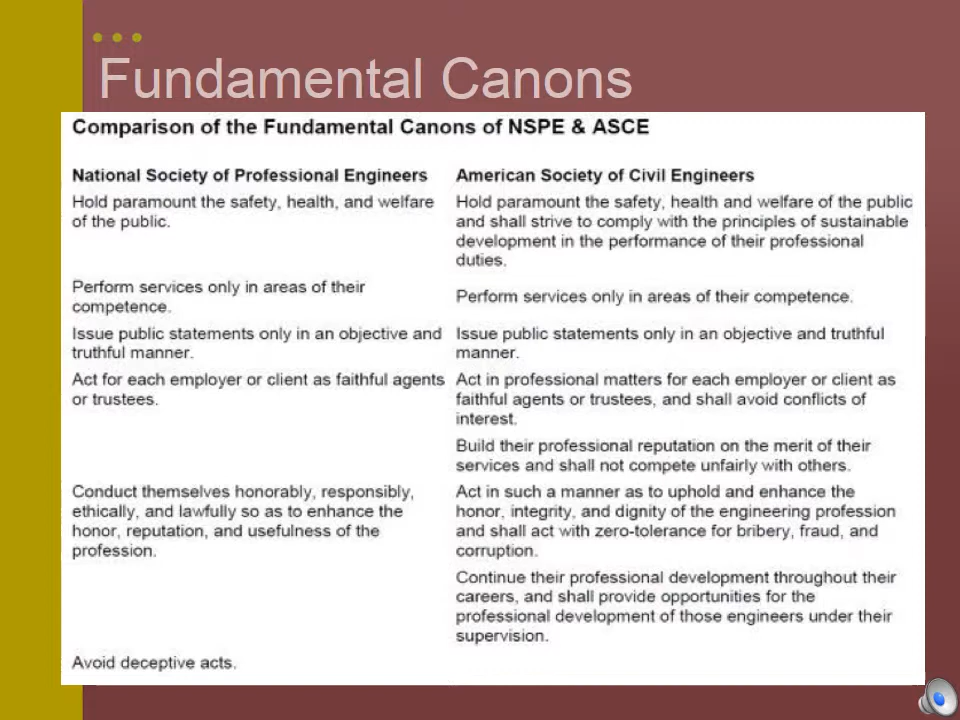 Fundamental Canons
Comparison of the Fundamental Canons of NSPE & ASCE
National Society of Professional Engineers
Hold paramount the safety, health, and welfare
of the public.
American Society of Civil Engineers
Hold paramount the safety, health and welfare of the public
and shall strive to comply with the principles of sustainable
development in the performance of their professional
duties.
Perform services only in areas of their
competence.
Perform services only in areas of their competence.
Issue public statements only in an objective and
truthful manner.
Issue public statements only in an objective and truthful
manner.
Act for each employer or client as faithful agents
or trustees.
Act in professional matters for each employer or client as
faithful agents or trustees, and shall avoid conflicts of
interest.
Build their professional reputation on the merit of their
services and shall not compete unfairly with others.
Conduct themselves honorably, responsibly,
ethically, and lawfully so as to enhance the
honor, reputation, and usefulness of the
profession.
Act in such a manner as to uphold and enhance the
honor, integrity, and dignity of the engineering profession
and shall act with zero-tolerance for bribery, fraud, and
corruption.
Continue their professional development throughout their
careers, and shall provide opportunities for the
professional development of those engineers under their
supervision.
Avoid deceptive acts.